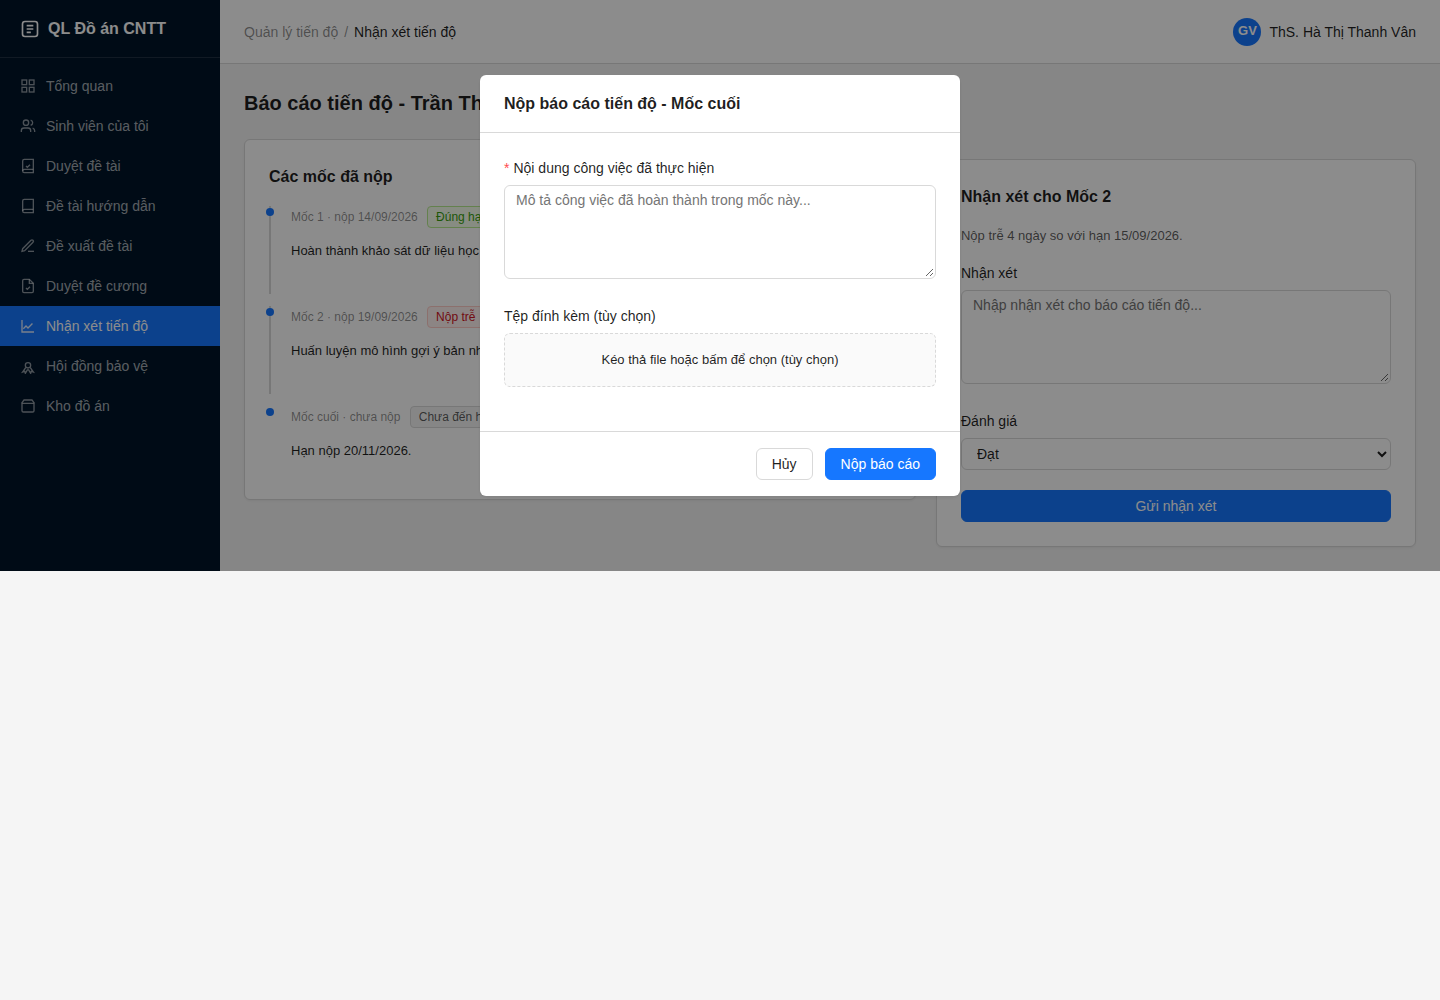 QL Đồ án CNTT
Tổng quan
Sinh viên của tôi
Duyệt đề tài
Đề tài hướng dẫn
Đề xuất đề tài
Duyệt đề cương
Nhận xét tiến độ
Hội đồng bảo vệ
Kho đồ án
Quản lý tiến độ / Nhận xét tiến độ
GV ThS. Hà Thị Thanh Vân
Báo cáo tiến độ - Trần Th
Các mốc đã nộp
Mốc 1 · nộp 14/09/2026 Đúng hạ
Hoàn thành khảo sát dữ liệu học
Mốc 2 · nộp 19/09/2026 Nộp trễ
Huấn luyện mô hình gợi ý bản nh
Mốc cuối · chưa nộp Chưa đến h
Hạn nộp 20/11/2026.
Nộp báo cáo tiến độ - Mốc cuối
* Nội dung công việc đã thực hiện
Mô tả công việc đã hoàn thành trong mốc này...
Tệp đính kèm (tùy chọn)
Kéo thả file hoặc bấm để chọn (tùy chọn)
Hủy
Nộp báo cáo
Nhận xét cho Mốc 2
Nộp trễ 4 ngày so với hạn 15/09/2026.
Nhận xét
Nhập nhận xét cho báo cáo tiến độ...
Đánh giá
Đạt
Gửi nhận xét